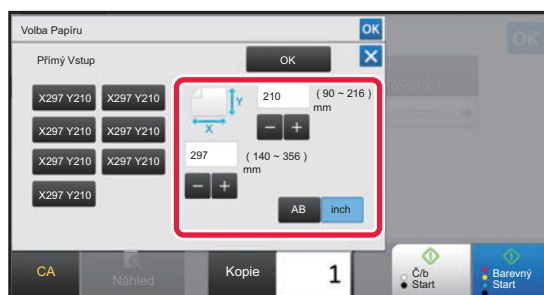 Volba Papíru
OK
OK
Přímý Vstup
OK
X297 Y210 X297 Y210
X297 Y210 X297 Y210
X297 Y210 X297 Y210
X297 Y210
Y
X
210
( 90 ~ 216 )
mm
297
( 140 ~ 356 )
mm
AB
inch
CA
Náhled
Kopie
1
Č/b
Start
Barevný
Start